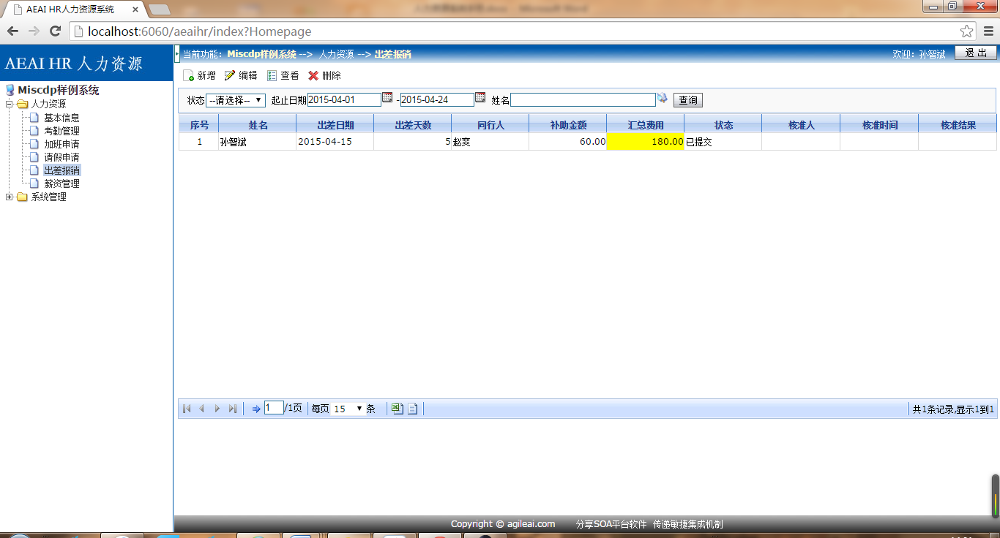 AEAI HR人力资源系统
localhost:6060/aeaihr/index?Homepage
AEAI HR 人力资源
当前功能：Miscdp样例系统 --> 人力资源 --> 出差报销
欢迎：孙智斌 退 出
Miscdp样例系统
人力资源
基本信息
考勤管理
加班申请
请假申请
出差报销
薪资管理
系统管理
新增 编辑 查看 删除
状态 --请选择-- 起止日期 2015-04-01 - 2015-04-24 姓名 查询
序号 姓名 出差日期 出差天数 同行人 补助金额 汇总费用 状态 核准人 核准时间 核准结果
1 孙智斌 2015-04-15 5 赵爽 60.00 180.00 已提交
1 /1页 每页 15 条 共1条记录,显示1到1
Copyright © agileai.com 分享SOA平台软件 传递敏捷集成机制